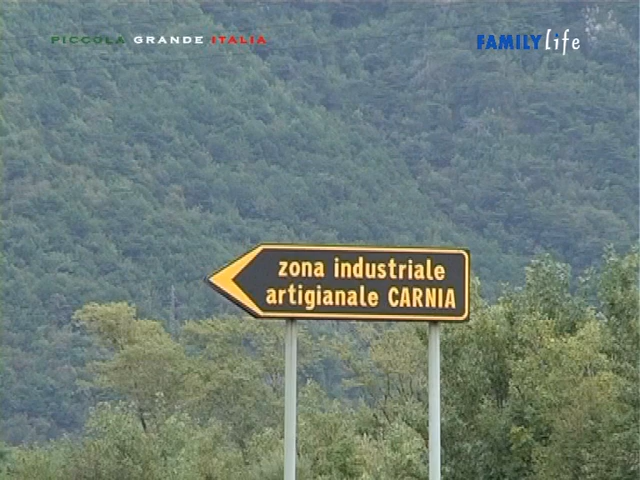 PICCOLA GRANDE ITALIA
FAMILY life
zona industriale
artigianale CARNIA